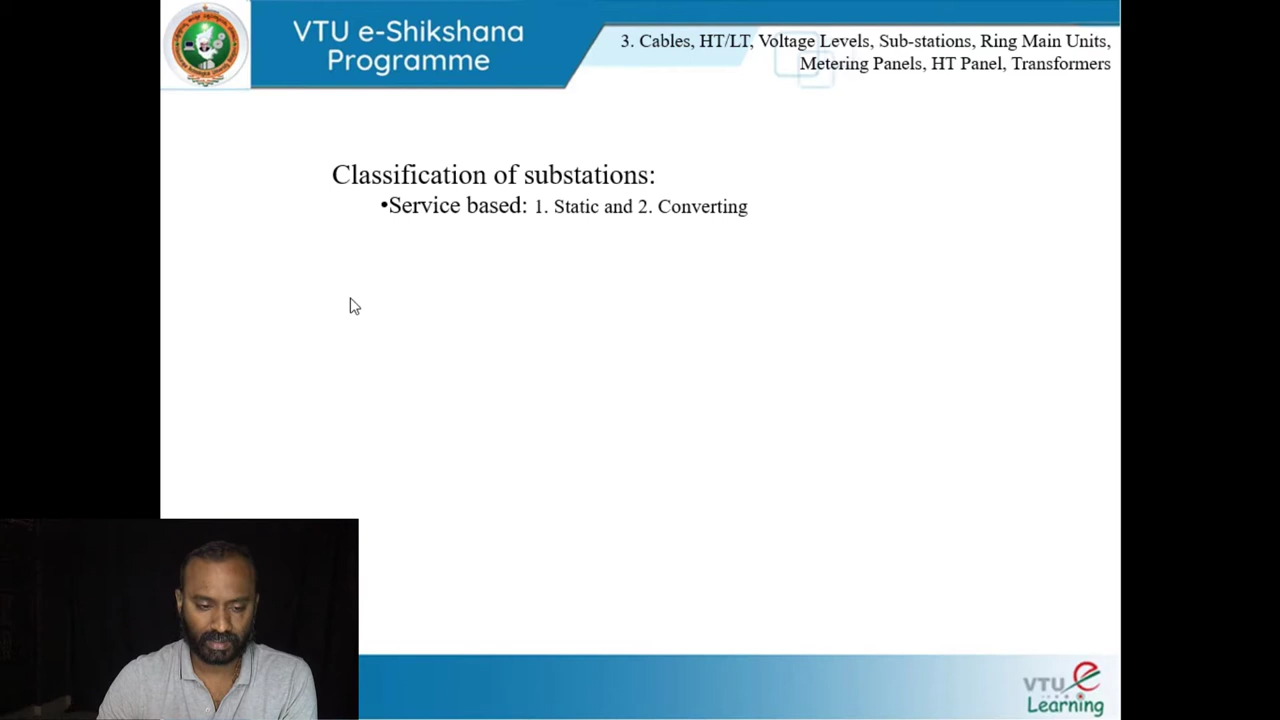 VTU e-Shikshana
Programme
3. Cables, HT/LT, Voltage Levels, Sub-stations, Ring Main Units,
Metering Panels, HT Panel, Transformers
Classification of substations:
•Service based: 1. Static and 2. Converting
VTU e
Learning